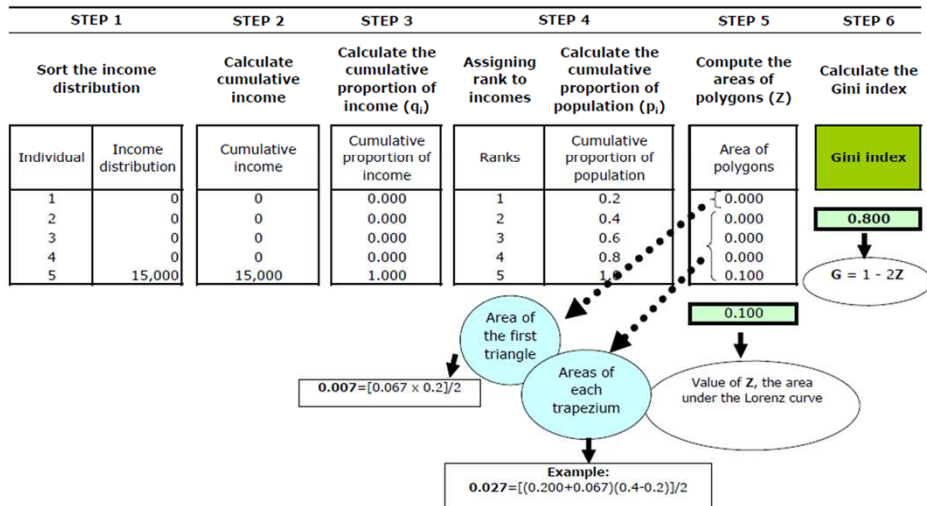 STEP 1 STEP 2 STEP 3 STEP 4 STEP 5 STEP 6
Sort the income
distribution
Calculate
cumulative
income
Calculate the
cumulative
proportion of
income (qi)
Assigning
rank to
incomes
Calculate the
cumulative
proportion of
population (pi)
Compute the
areas of
polygons (Z)
Calculate the
Gini index
Individual
Income
distribution
Cumulative
income
Cumulative
proportion of
income
Ranks
Cumulative
proportion of
population
Area of
polygons
Gini index
1 0 0 0.000 1 0.2 0.000
2 0 0 0.000 2 0.4 0.000
3 0 0 0.000 3 0.6 0.000
4 0 0 0.000 4 0.8 0.000
5 15,000 15,000 1.000 5 1.0 0.100
0.800
G = 1 - 2Z
0.100
Area of
the first
triangle
0.007=[0.067 x 0.2]/2
Areas of
each
trapezium
Value of Z, the area
under the Lorenz curve
Example:
0.027=[(0.200+0.067)(0.4-0.2)]/2